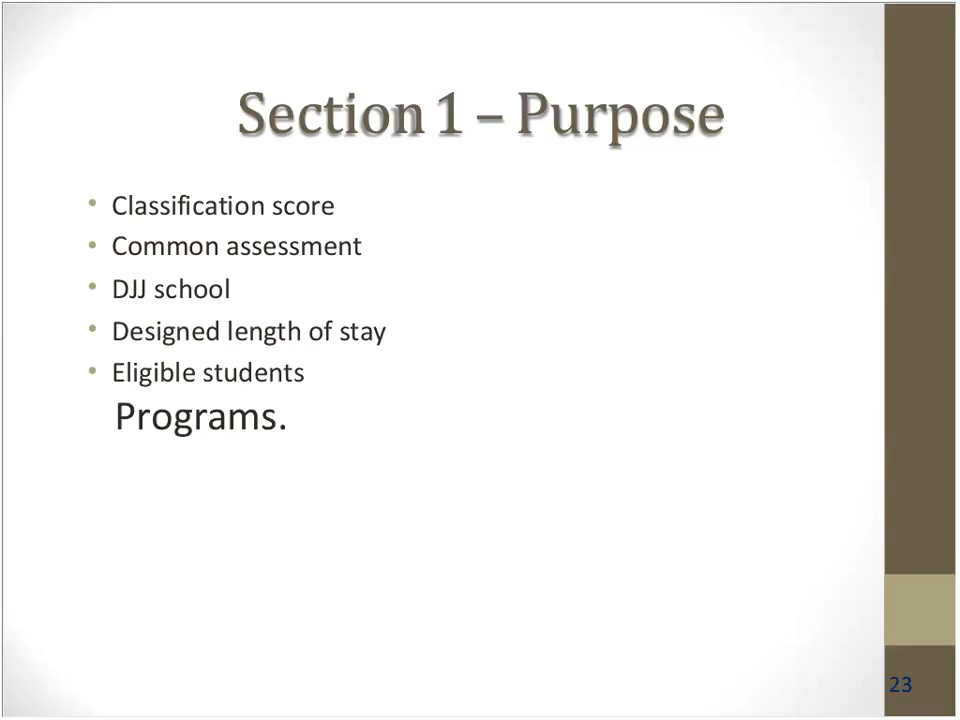 Section 1 – Purpose
• Classification score
• Common assessment
• DJJ school
• Designed length of stay
• Eligible students
Programs.
23